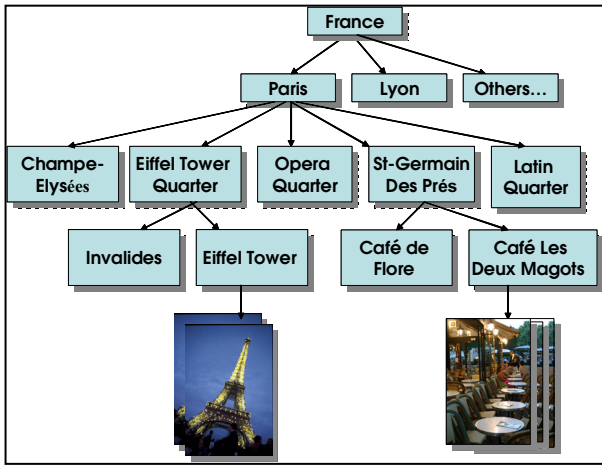 France
Paris
Lyon
Others...
Champe-
Elysées
Eiffel Tower
Quarter
Opera
Quarter
St-Germain
Des Prés
Latin
Quarter
Invalides
Eiffel Tower
Café de
Flore
Café Les
Deux Magots